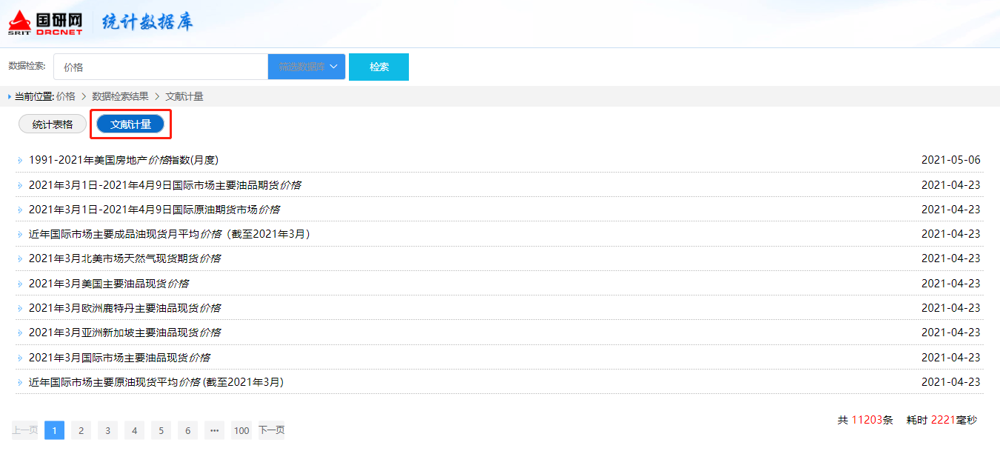 国研网 统计数据库
SRIT DRCNET
数据检索: 价格 筛选数据库 检索
当前位置: 价格 > 数据检索结果 > 文献计量
统计表格 文献计量
1991-2021年美国房地产价格指数(月度) 2021-05-06
2021年3月1日-2021年4月9日国际市场主要油品期货价格 2021-04-23
2021年3月1日-2021年4月9日国际原油期货市场价格 2021-04-23
近年国际市场主要成品油现货月平均价格（截至2021年3月） 2021-04-23
2021年3月北美市场天然气现货期货价格 2021-04-23
2021年3月美国主要油品现货价格 2021-04-23
2021年3月欧洲鹿特丹主要油品现货价格 2021-04-23
2021年3月亚洲新加坡主要油品现货价格 2021-04-23
2021年3月国际市场主要油品现货价格 2021-04-23
近年国际市场主要原油现货平均价格(截至2021年3月) 2021-04-23
共 11203条 耗时 2221毫秒
上一页 1 2 3 4 5 6 ••• 100 下一页